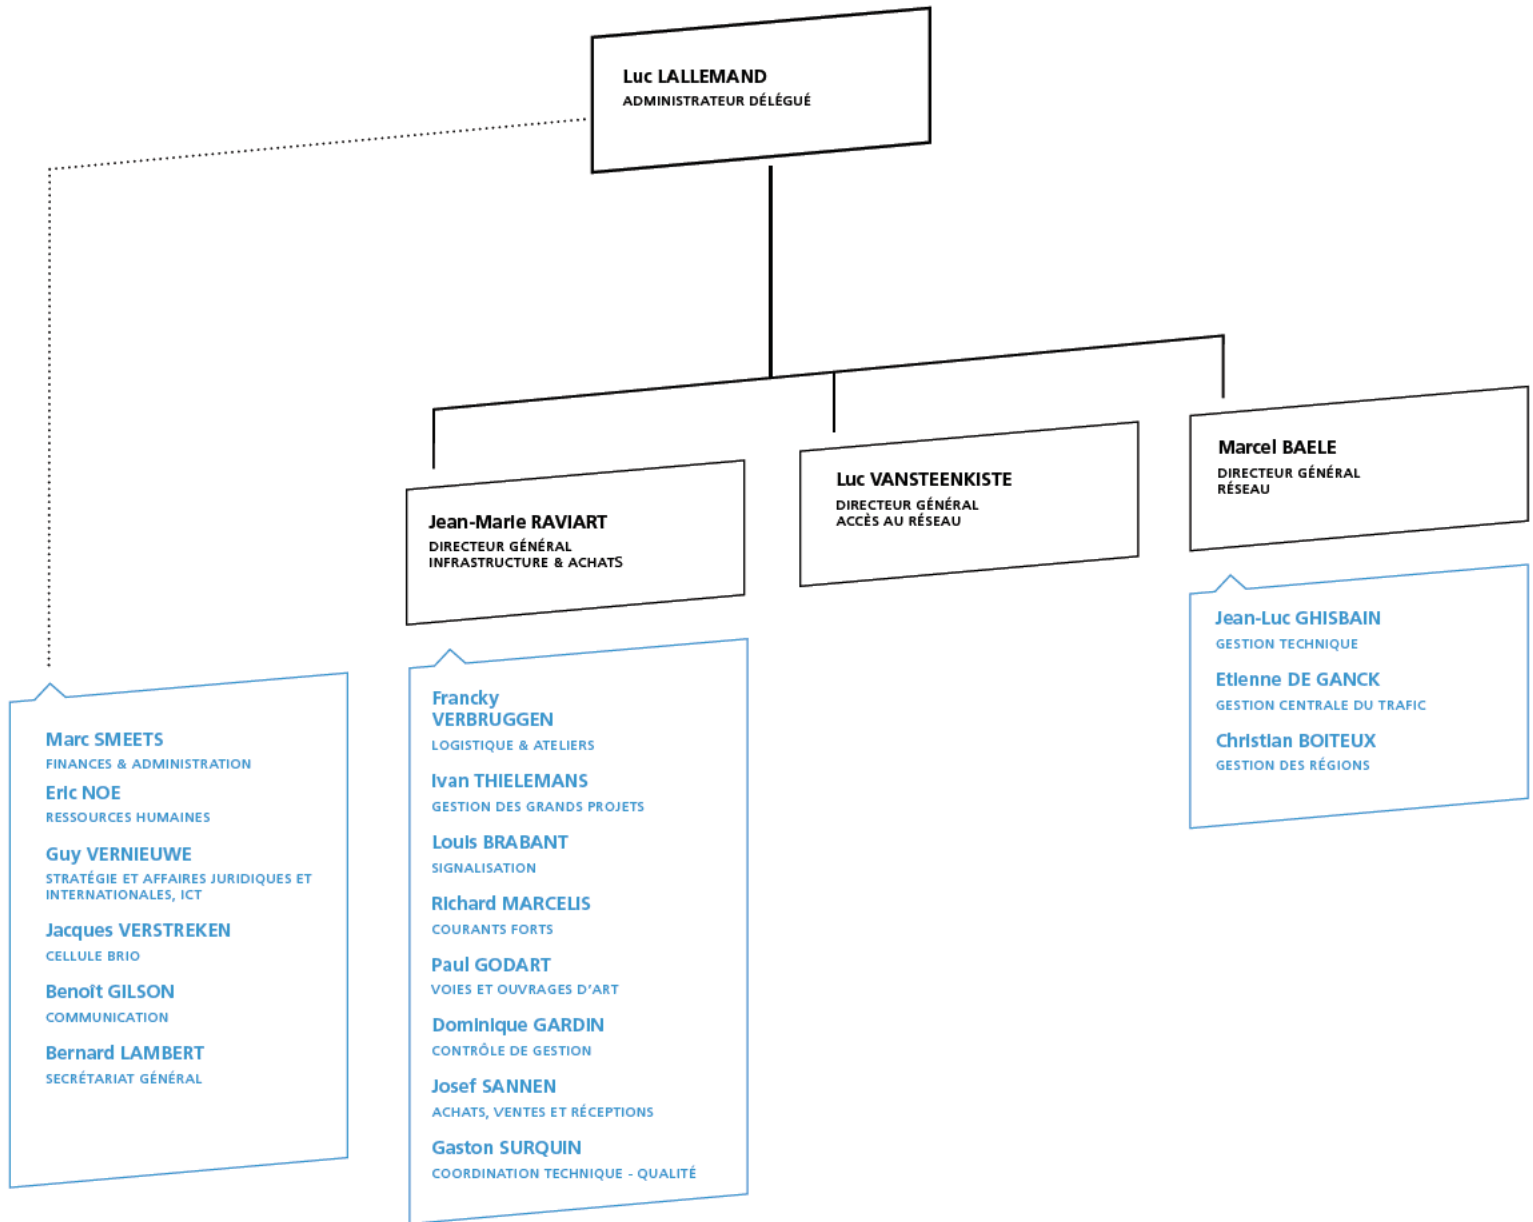 Luc LALLEMAND
ADMINISTRATEUR DÉLÉGUÉ
Jean-Marie RAVIART
DIRECTEUR GÉNÉRAL
INFRASTRUCTURE & ACHATS
Luc VANSTEENKISTE
DIRECTEUR GÉNÉRAL
ACCÈS AU RÉSEAU
Marcel BAELE
DIRECTEUR GÉNÉRAL
RÉSEAU
Marc SMEETS
FINANCES & ADMINISTRATION
Eric NOE
RESSOURCES HUMAINES
Guy VERNIEUWE
STRATÉGIE ET AFFAIRES JURIDIQUES ET
INTERNATIONALES, ICT
Jacques VERSTREKEN
CELLULE BRIO
Benoît GILSON
COMMUNICATION
Bernard LAMBERT
SECRÉTARIAT GÉNÉRAL
Francky
VERBRUGGEN
LOGISTIQUE & ATELIERS
Ivan THIELEMANS
GESTION DES GRANDS PROJETS
Louis BRABANT
SIGNALISATION
Richard MARCELIS
COURANTS FORTS
Paul GODART
VOIES ET OUVRAGES D'ART
Dominique GARDIN
CONTRÔLE DE GESTION
Josef SANNEN
ACHATS, VENTES ET RÉCEPTIONS
Gaston SURQUIN
COORDINATION TECHNIQUE - QUALITÉ
Jean-Luc GHISBAIN
GESTION TECHNIQUE
Etienne DE GANCK
GESTION CENTRALE DU TRAFIC
Christian BOITEUX
GESTION DES RÉGIONS